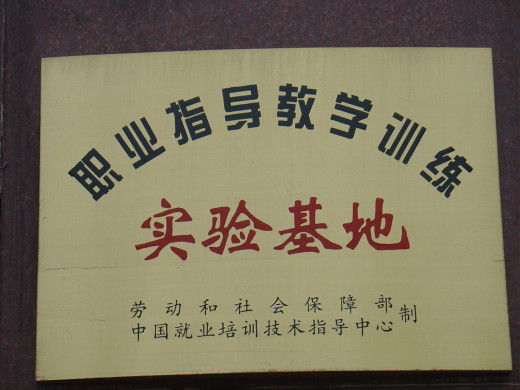 职业指导教学训练
实验基地
劳动和社会保障部
中国就业培训技术指导中心制